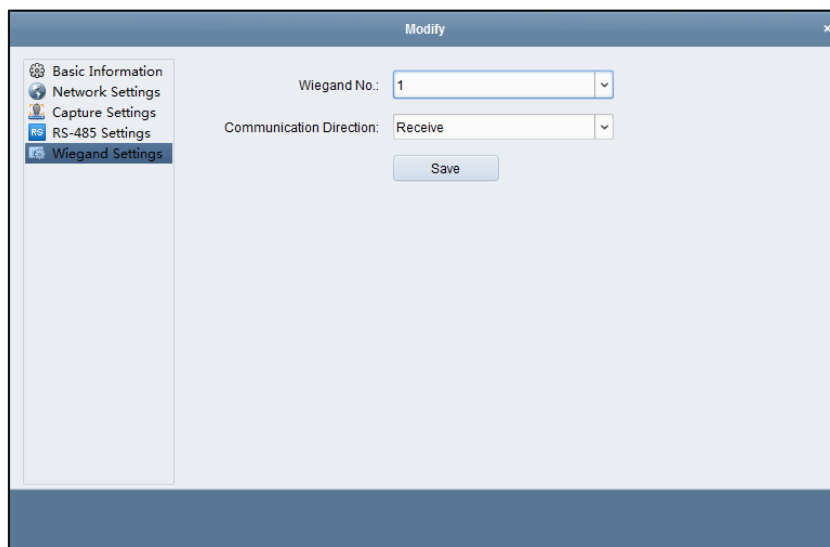 Modify
×
Basic Information
Network Settings
Capture Settings
RS RS-485 Settings
Wiegand Settings
Wiegand No.: 1
Communication Direction: Receive
Save